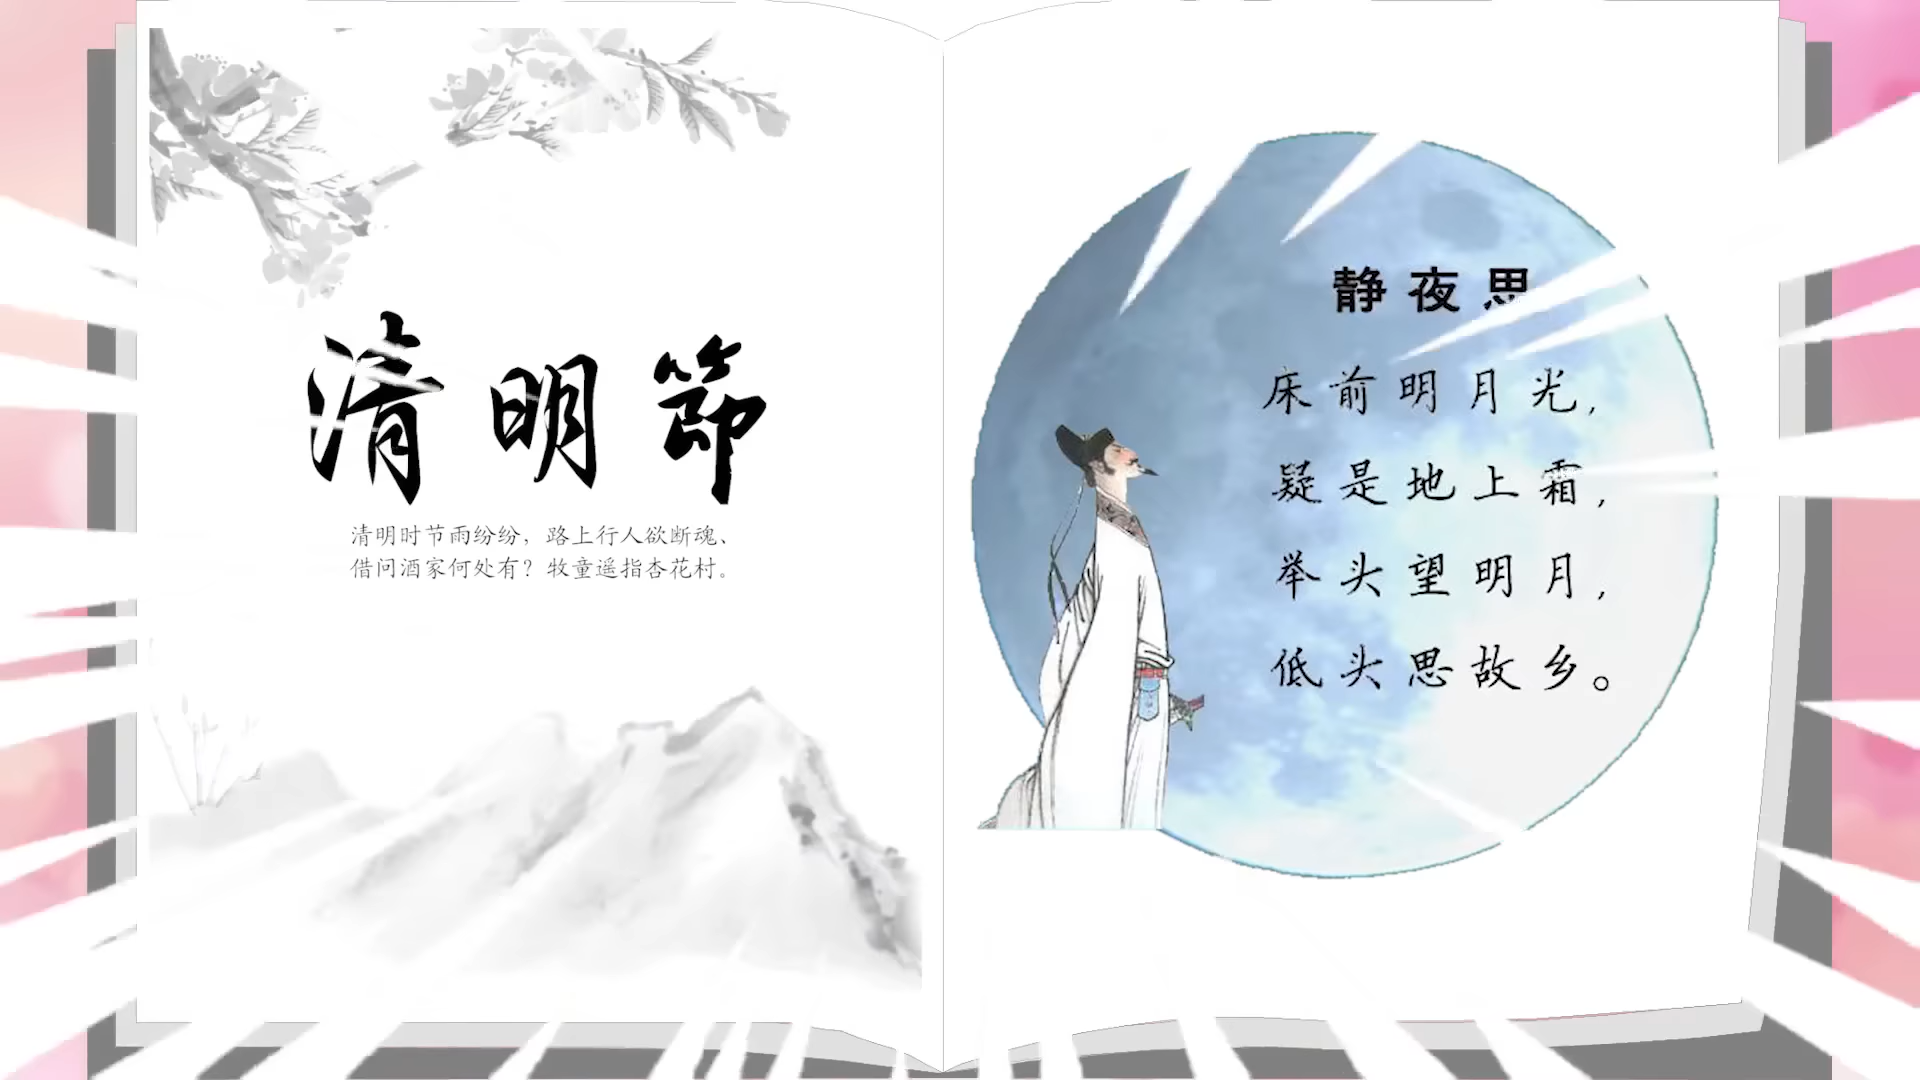 清明節
清明时节雨纷纷，路上行人欲断魂、
借问酒家何处有？牧童遥指杏花村。
静夜思
床前明月光，
疑是地上霜，
举头望明月，
低头思故乡。